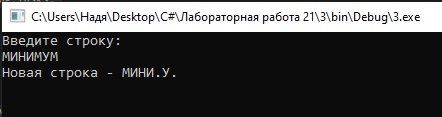 C:\Users\Надя\Desktop\C#\Лабораторная работа 21\3\bin\Debug\3.exe
Введите строку:
МИНИМУМ
Новая строка - МИНИ.У.